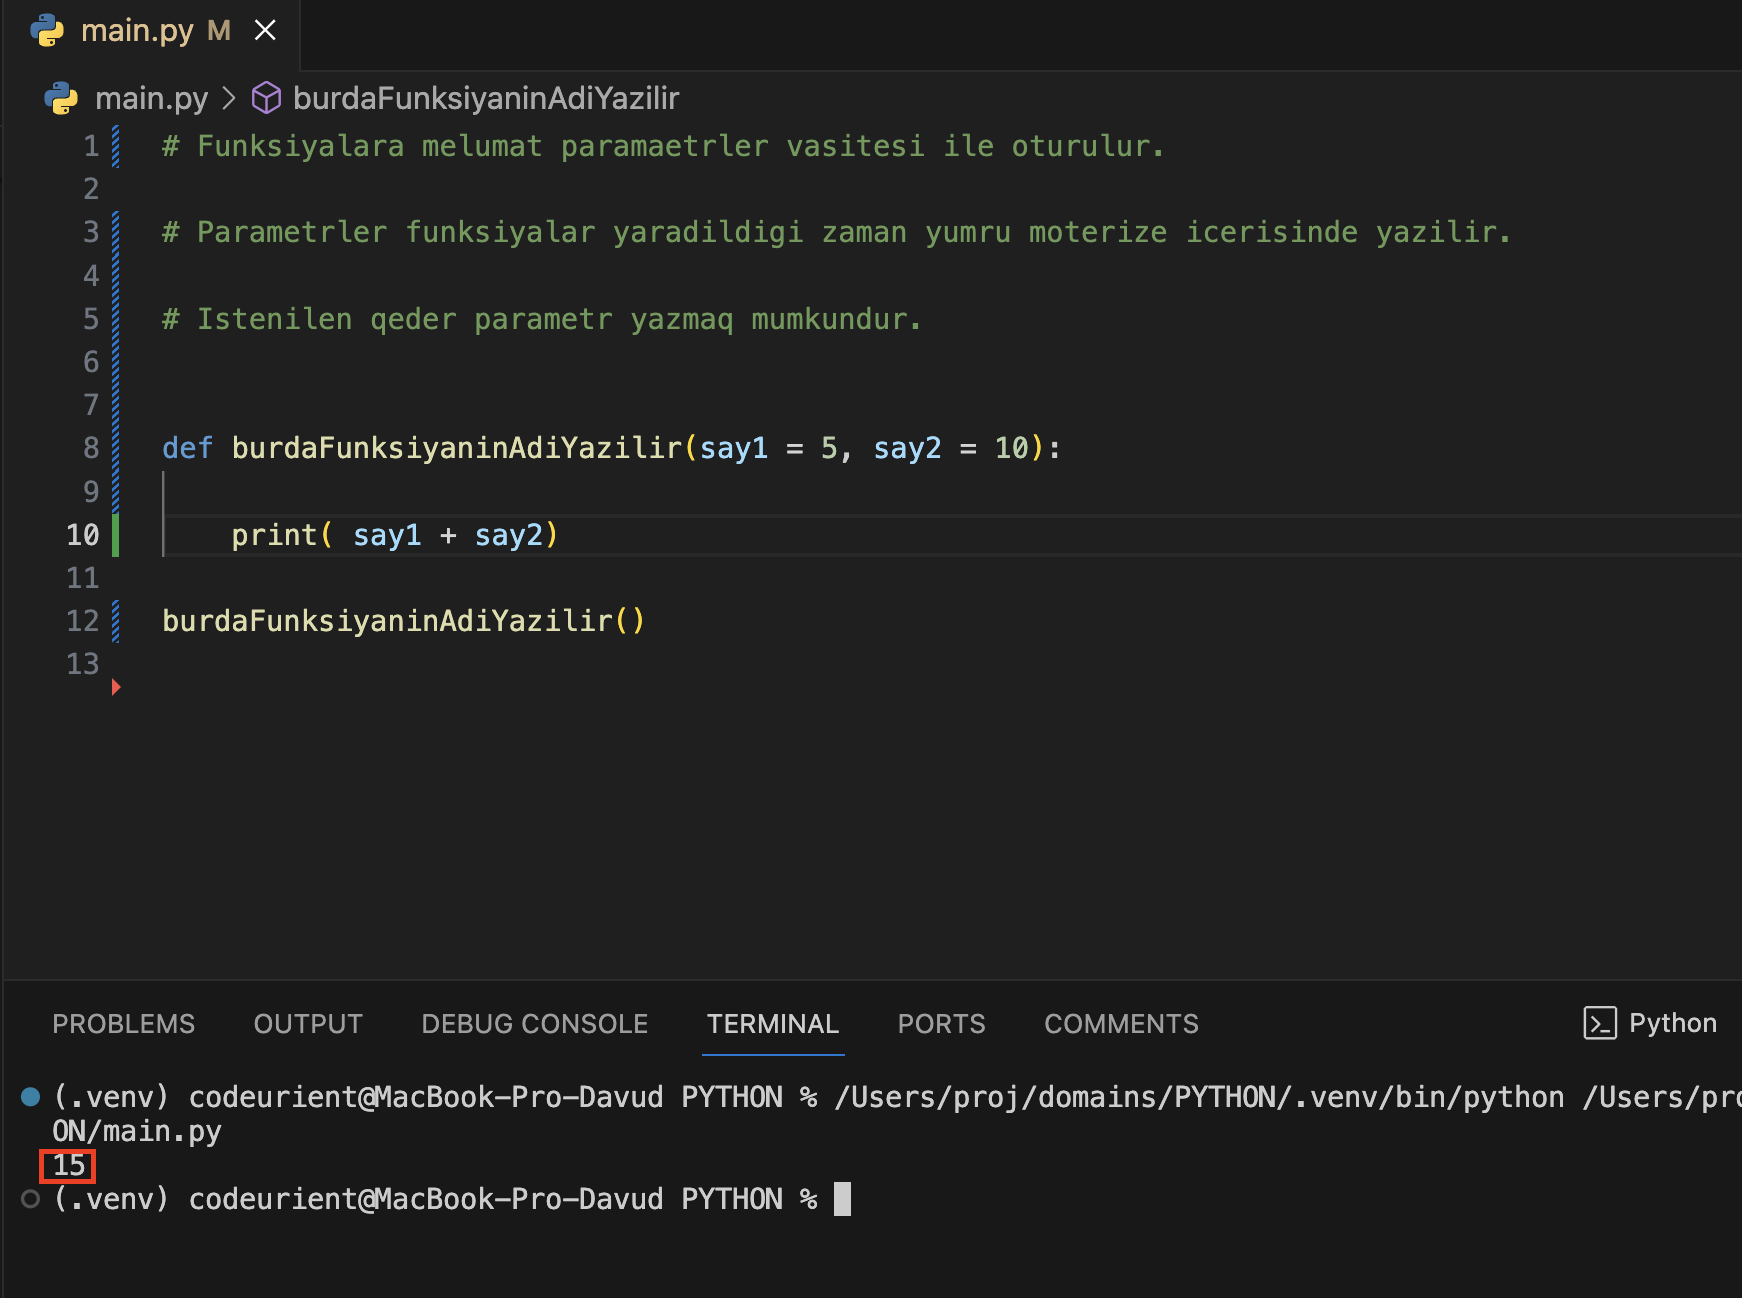 main.py M
main.py > burdaFunksiyaninAdiYazilir
1 # Funksiyalara melumat paramaetrler vasitesi ile oturulur.
2
3 # Parametrler funksiyalar yaradildigi zaman yumru moterize icerisinde yazilir.
4
5 # Istenilen qeder parametr yazmaq mumkundur.
6
7
8 def burdaFunksiyaninAdiYazilir(say1 = 5, say2 = 10):
9
10 print( say1 + say2)
11
12 burdaFunksiyaninAdiYazilir()
13
PROBLEMS OUTPUT DEBUG CONSOLE TERMINAL PORTS COMMENTS Python
(.venv) codeurient@MacBook-Pro-Davud PYTHON % /Users/proj/domains/PYTHON/.venv/bin/python /Users/pro
ON/main.py
15
(.venv) codeurient@MacBook-Pro-Davud PYTHON %